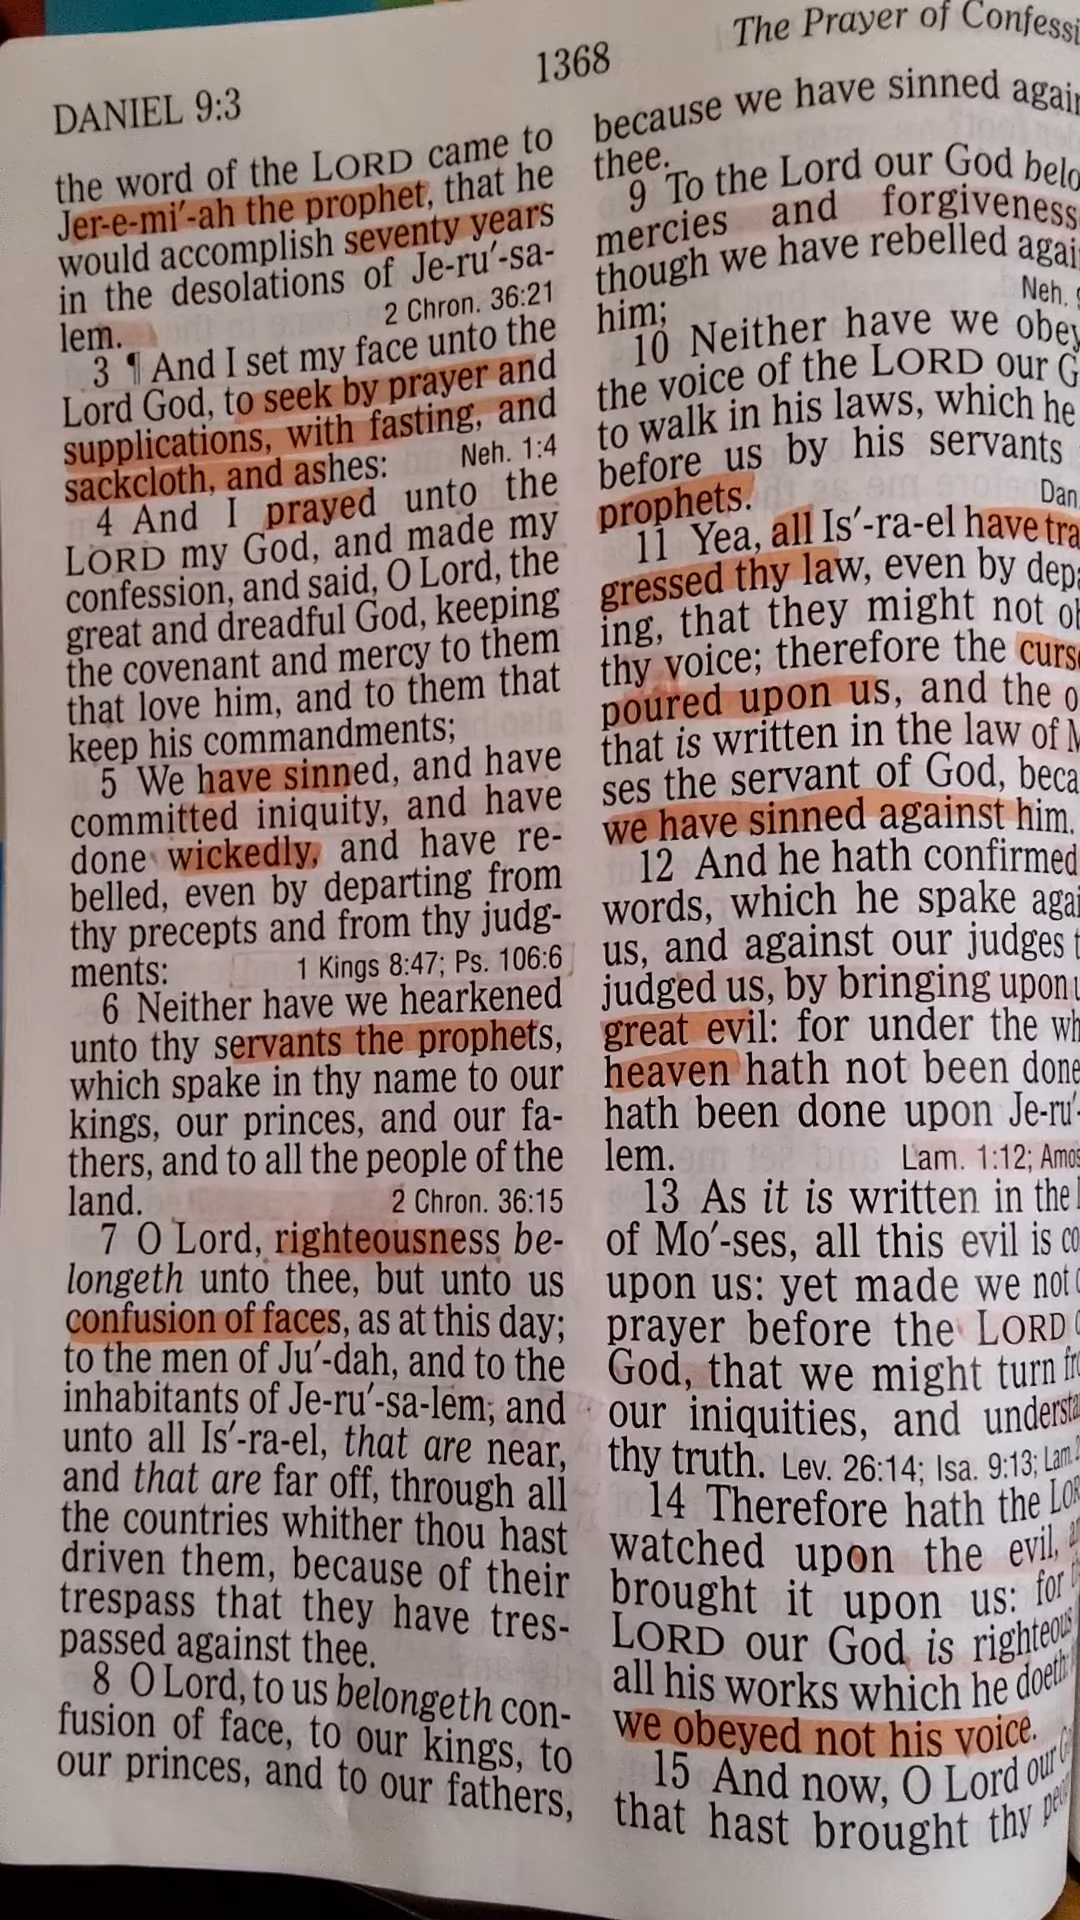 DANIEL 9:3
1368
The Prayer of
the word of the LORD came to
Jer-e-mi′-ah the prophet, that he
would accomplish seventy years
in the desolations of Je-ru′-sa-
lem. 2 Chron. 36:21
3 ¶ And I set my face unto the
Lord God, to seek by prayer and
supplications, with fasting, and
sackcloth, and ashes: Neh. 1:4
4 And I prayed unto the
LORD my God, and made my
confession, and said, O Lord, the
great and dreadful God, keeping
the covenant and mercy to them
that love him, and to them that
keep his commandments;
5 We have sinned, and have
committed iniquity, and have
done wickedly, and have re-
belled, even by departing from
thy precepts and from thy judg-
ments: 1 Kings 8:47; Ps. 106:6
6 Neither have we hearkened
unto thy servants the prophets,
which spake in thy name to our
kings, our princes, and our fa-
thers, and to all the people of the
land. 2 Chron. 36:15
7 O Lord, righteousness be-
longeth unto thee, but unto us
confusion of faces, as at this day;
to the men of Ju′-dah, and to the
inhabitants of Je-ru′-sa-lem, and
unto all Is′-ra-el, that are near,
and that are far off, through all
the countries whither thou hast
driven them, because of their
trespass that they have tres-
passed against thee.
8 O Lord, to us belongeth con-
fusion of face, to our kings, to
our princes, and to our fathers,
because we have sinned
thee.
9 To the Lord our God
mercies and forgiveness
though we have rebelled
him; Neh.
10 Neither have we
the voice of the LORD our
to walk in his laws, which he
before us by his servants
prophets. Dan
11 Yea, all Is′-ra-el have
gressed thy law, even by
ing, that they might not
thy voice; therefore the
poured upon us, and the
that is written in the law of
ses the servant of God,
we have sinned against him.
12 And he hath confirmed
words, which he spake
us, and against our judges
judged us, by bringing upon
great evil: for under the
heaven hath not been done
hath been done upon Je-ru′-
lem. Lam. 1:12; Amos
13 As it is written in the
of Mo′-ses, all this evil is
upon us: yet made we not
prayer before the LORD
God, that we might turn
our iniquities, and
thy truth. Lev. 26:14; Isa. 9:13; Lam.
14 Therefore hath the
watched upon the evil,
brought it upon us: for
LORD our God is
all his works which he doeth:
we obeyed not his voice.
15 And now, O Lord our
that hast brought thy